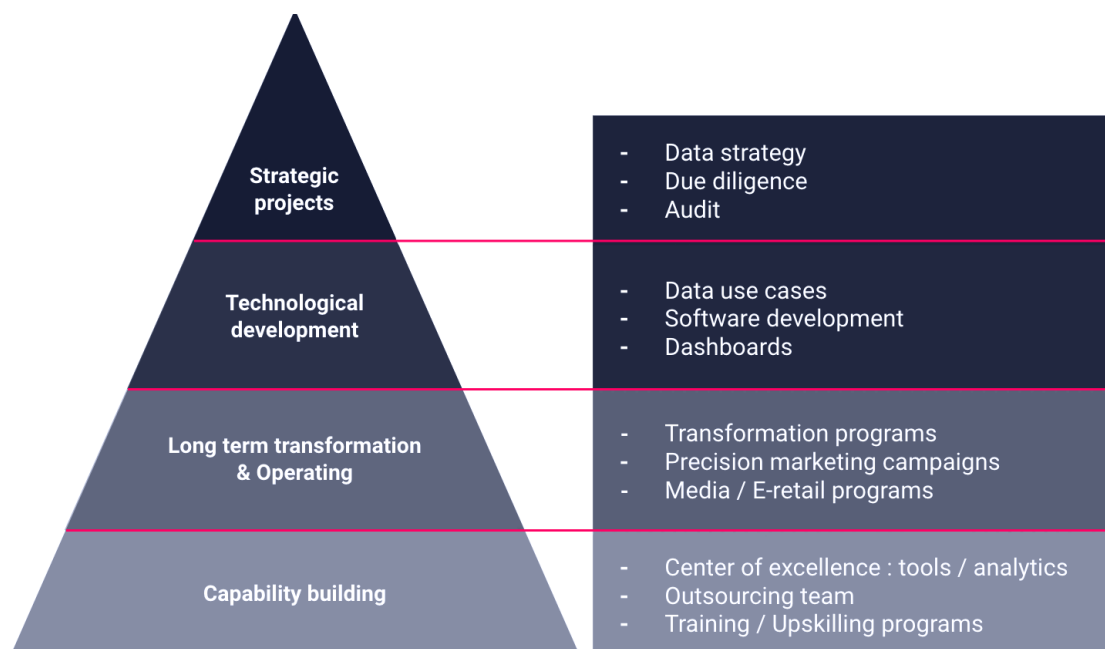 Strategic
projects
- Data strategy
- Due diligence
- Audit
Technological
development
- Data use cases
- Software development
- Dashboards
Long term transformation
& Operating
- Transformation programs
- Precision marketing campaigns
- Media / E-retail programs
Capability building
- Center of excellence : tools / analytics
- Outsourcing team
- Training / Upskilling programs